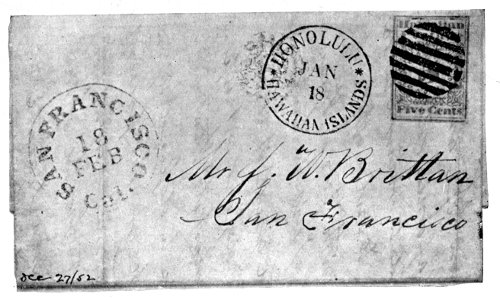 HONOLULU
JAN
18
HAWAIIAN ISLANDS
Five Cents
SAN FRANCISCO
18
FEB
Cal.
Mr J. W. Brittan
San Francisco
Dec 27/52